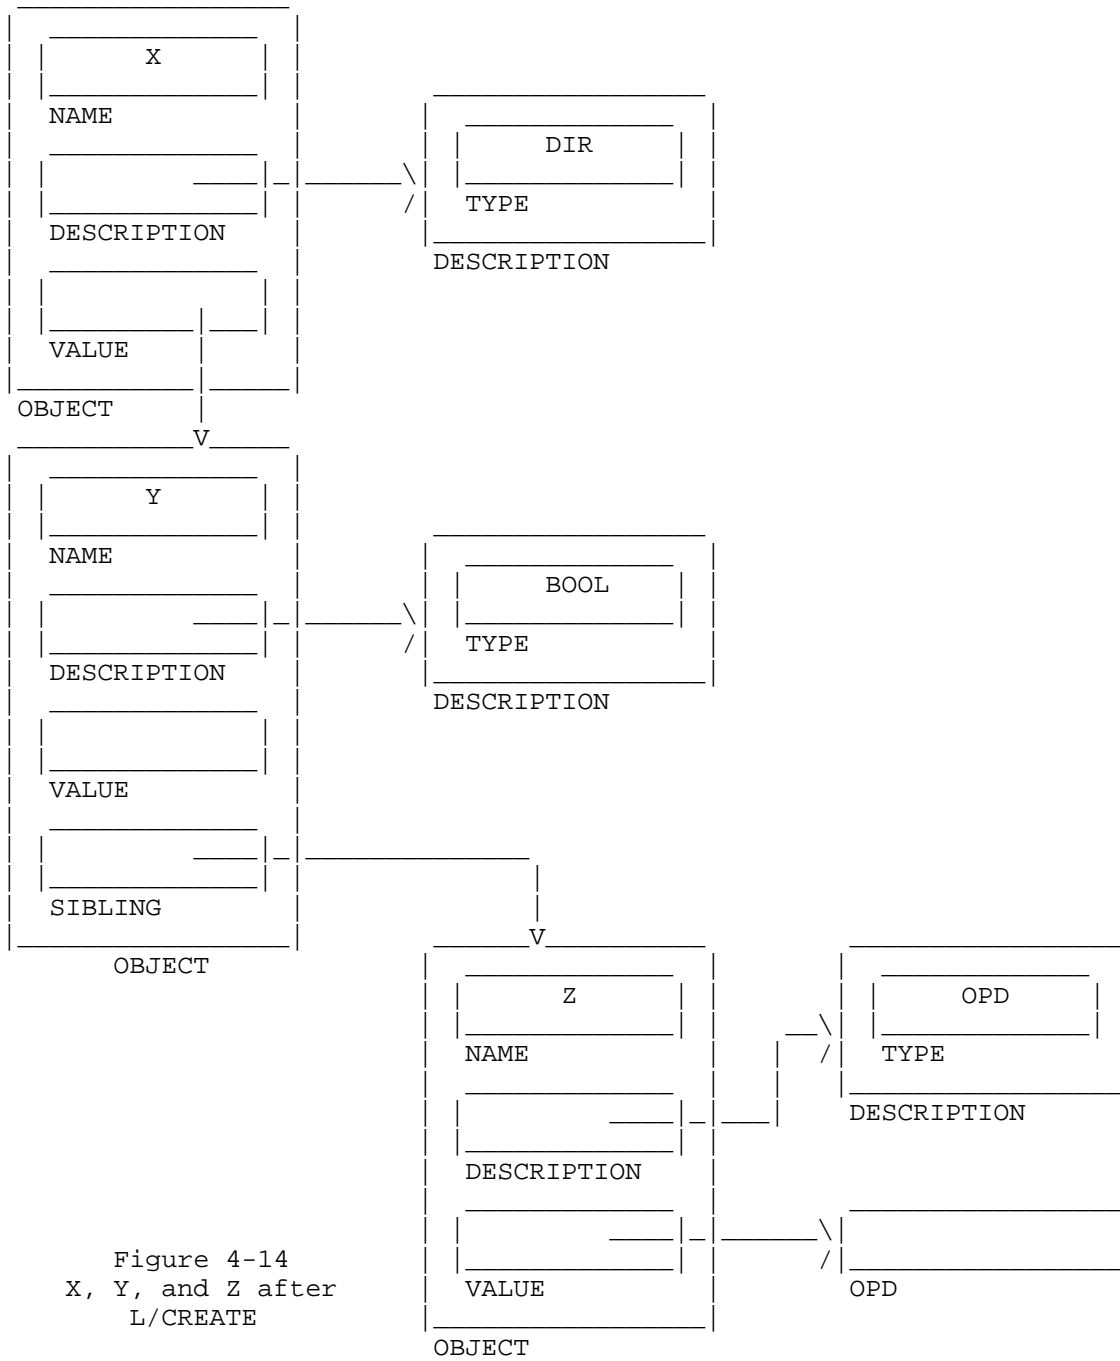 X
NAME
DIR
TYPE
DESCRIPTION
DESCRIPTION
VALUE
OBJECT
Y
NAME
BOOL
TYPE
DESCRIPTION
DESCRIPTION
VALUE
SIBLING
OBJECT
Z OPD
NAME TYPE
DESCRIPTION
DESCRIPTION
Figure 4-14
X, Y, and Z after VALUE OPD
L/CREATE
OBJECT